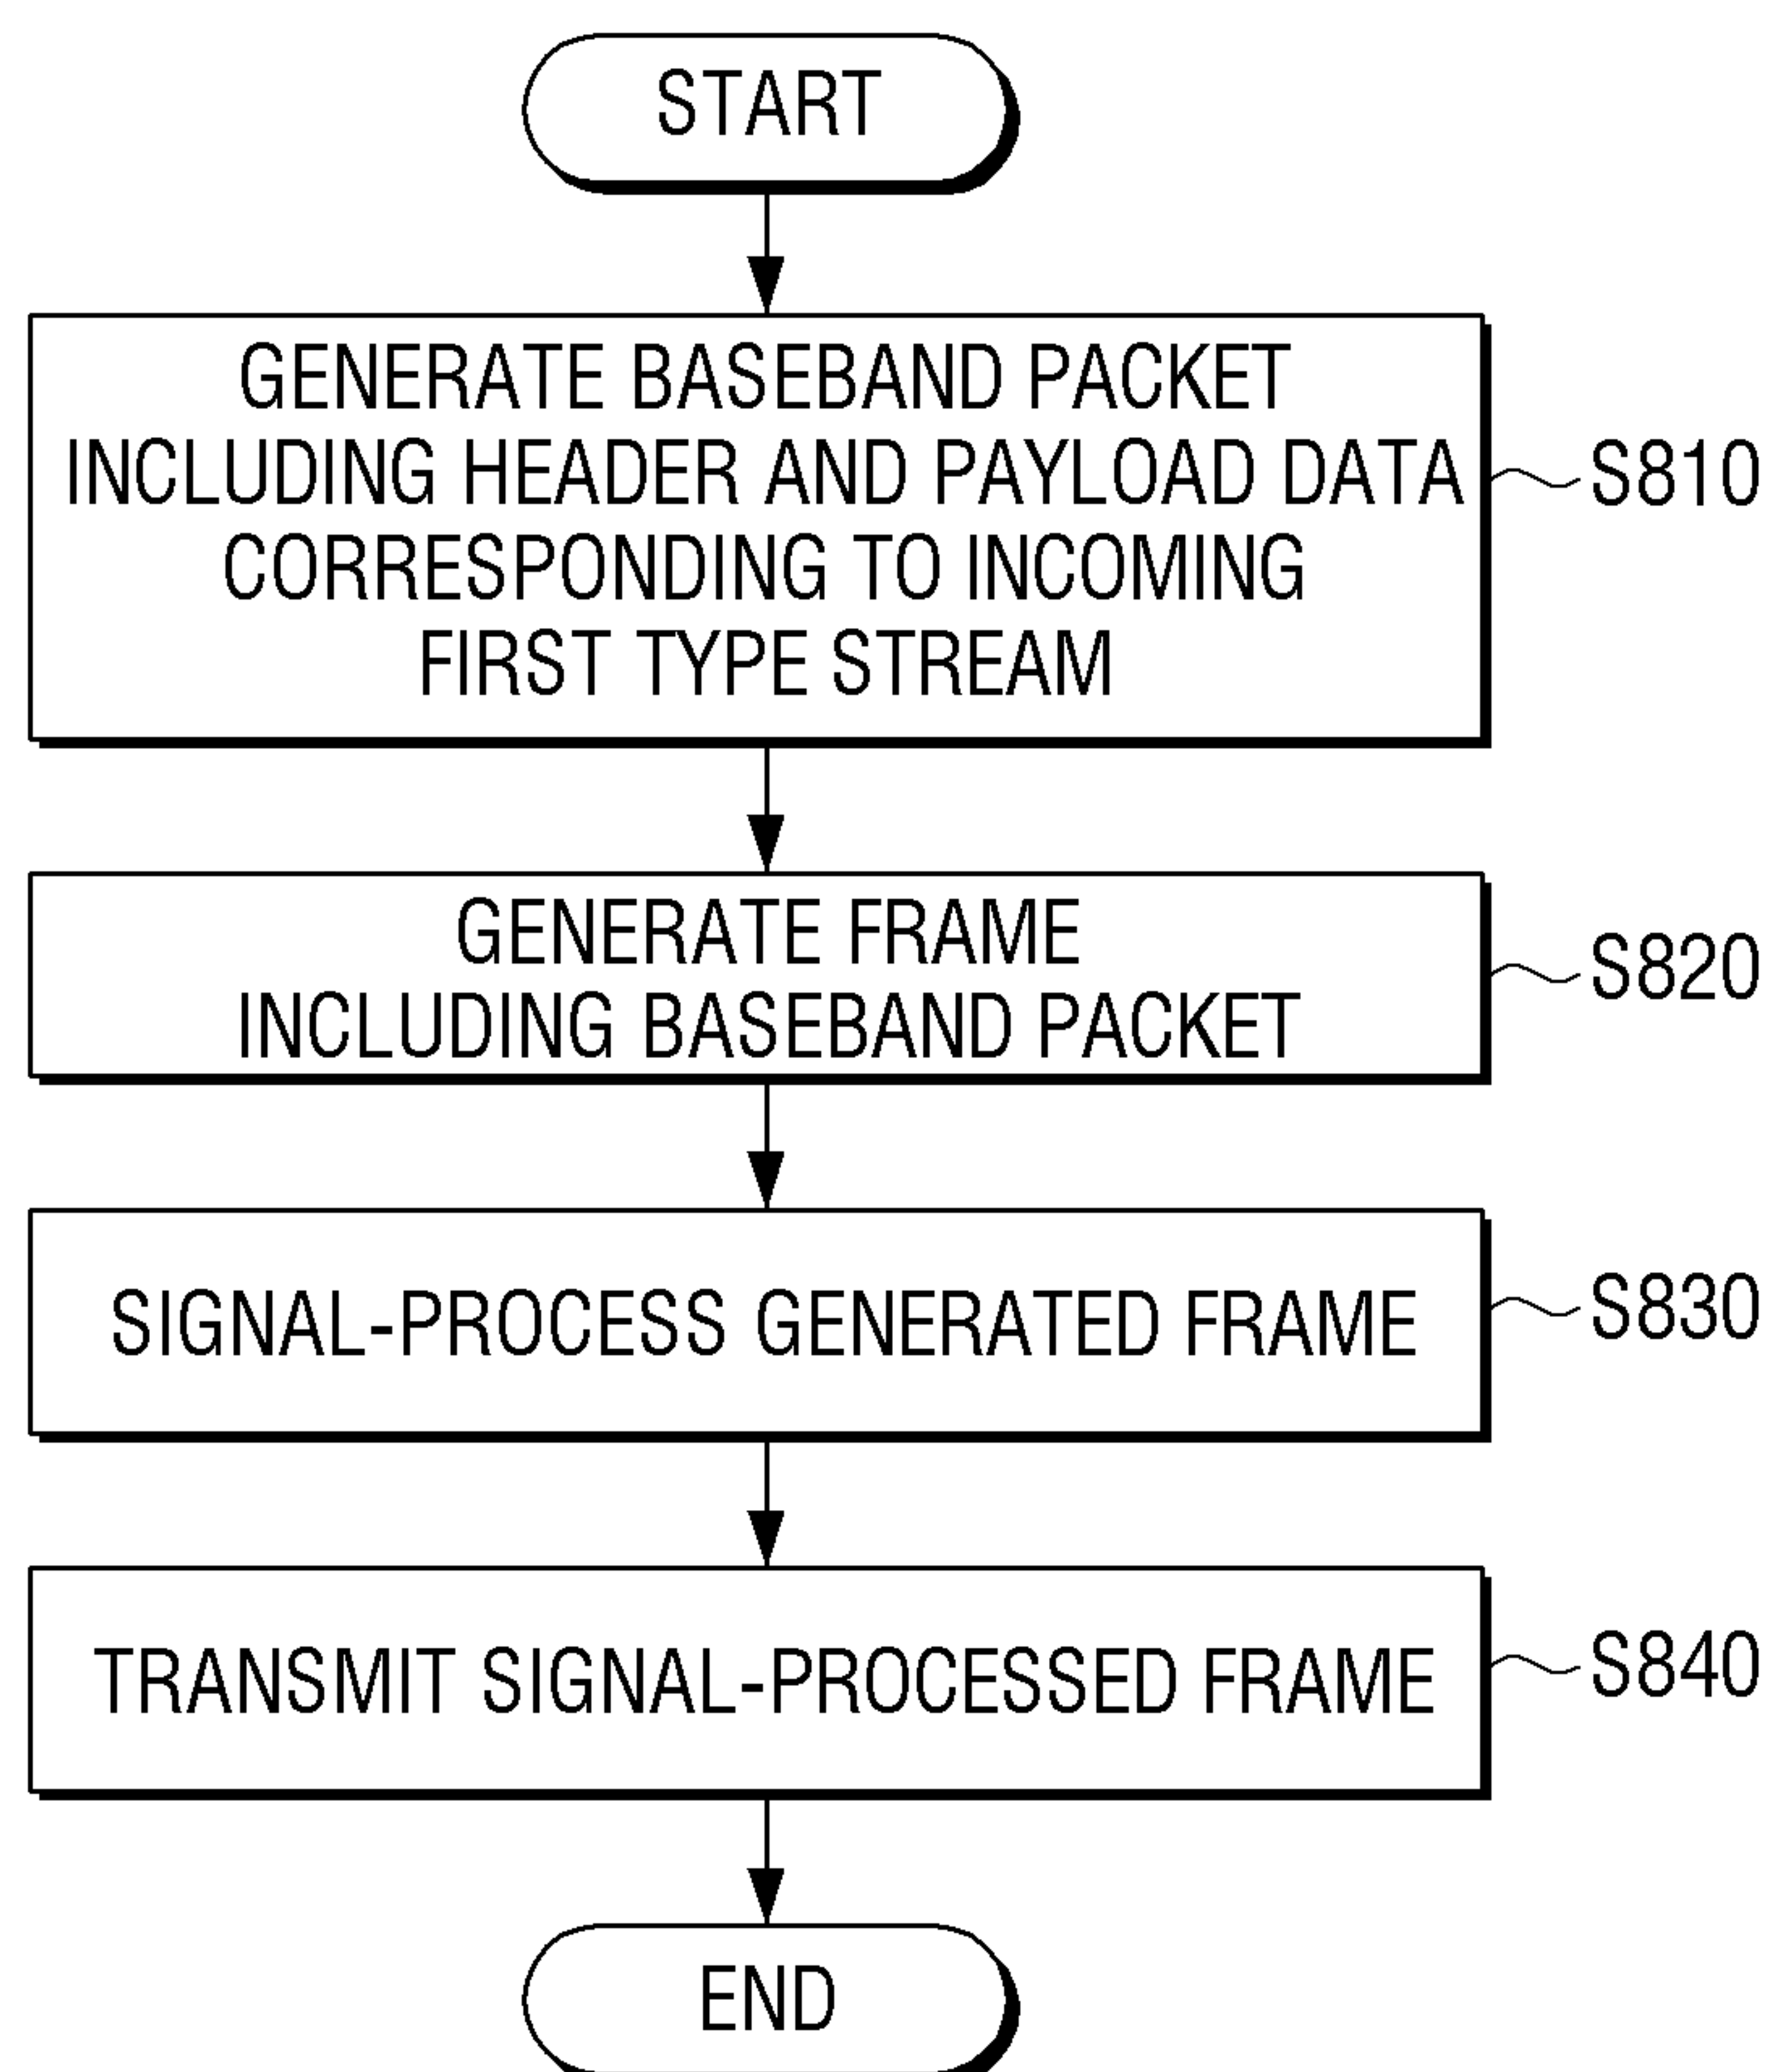 START
GENERATE BASEBAND PACKET
INCLUDING HEADER AND PAYLOAD DATA
CORRESPONDING TO INCOMING
FIRST TYPE STREAM
S810
GENERATE FRAME
INCLUDING BASEBAND PACKET
S820
SIGNAL-PROCESS GENERATED FRAME
S830
TRANSMIT SIGNAL-PROCESSED FRAME
S840
END